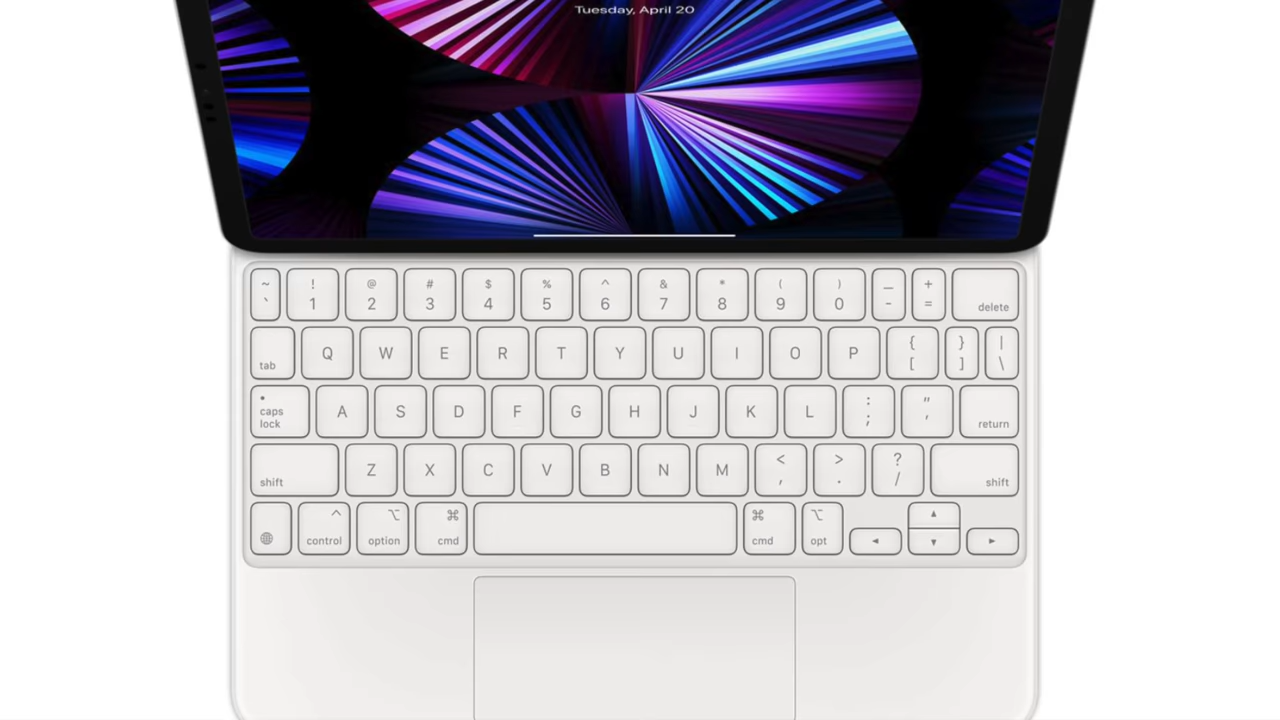 Tuesday, April 20
~ ! @ # $ % ^ & * ( ) — +
` 1 2 3 4 5 6 7 8 9 0 - = delete
tab Q W E R T Y U I O P { [ } ] | \
caps lock A S D F G H J K L : ; " ' return
shift Z X C V B N M < , > . ? / shift
^ ⌥ ⌘ ⌘ ⌥ ▲
control option cmd cmd opt ◀ ▼ ▶